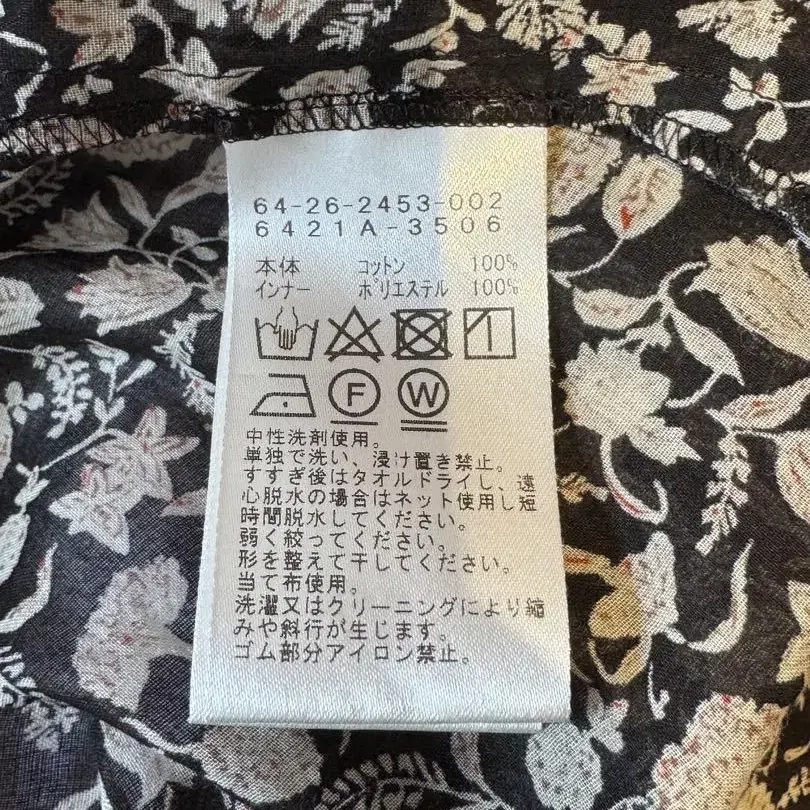 64-26-2453-002
6421A-3506
本体 コットン 100%
インナー ポリエステル 100%
F W
中性洗剤使用。
単独で洗い、浸け置き禁止。
すすぎ後はタオルドライし、遠
心脱水の場合はネット使用し短
時間脱水してください。
弱く絞ってください。
形を整えて干してください。
当て布使用。
洗濯又はクリーニングにより縮
みや斜行が生じます。
ゴム部分アイロン禁止。